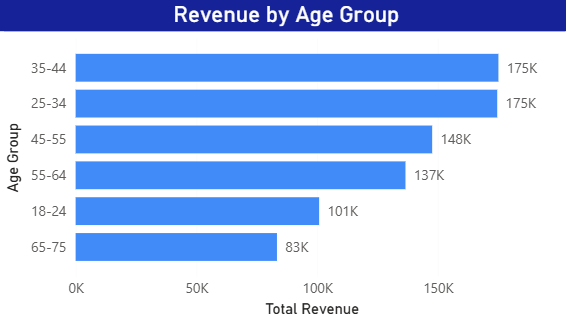 Revenue by Age Group
Age Group
35-44 175K
25-34 175K
45-55 148K
55-64 137K
18-24 101K
65-75 83K
0K 50K 100K 150K
Total Revenue